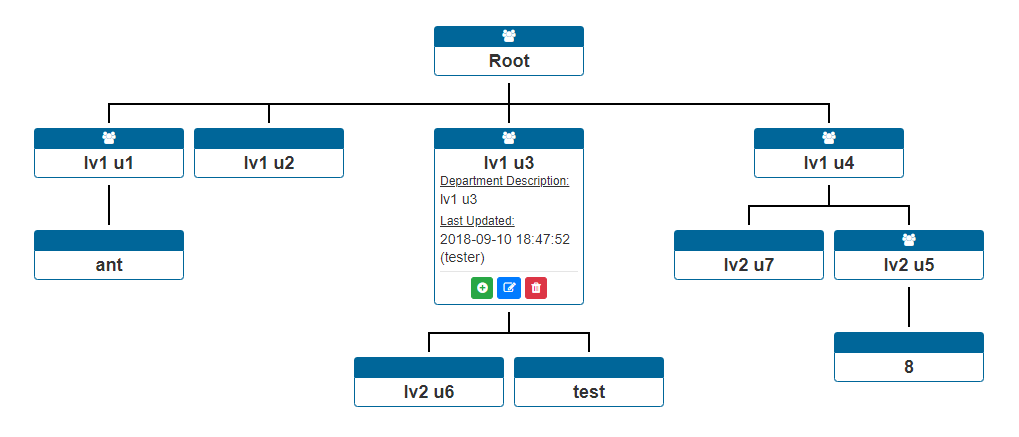 Root
lv1 u1
lv1 u2
lv1 u3
Department Description:
lv1 u3
Last Updated:
2018-09-10 18:47:52
(tester)
lv1 u4
ant
lv2 u7
lv2 u5
lv2 u6
test
8